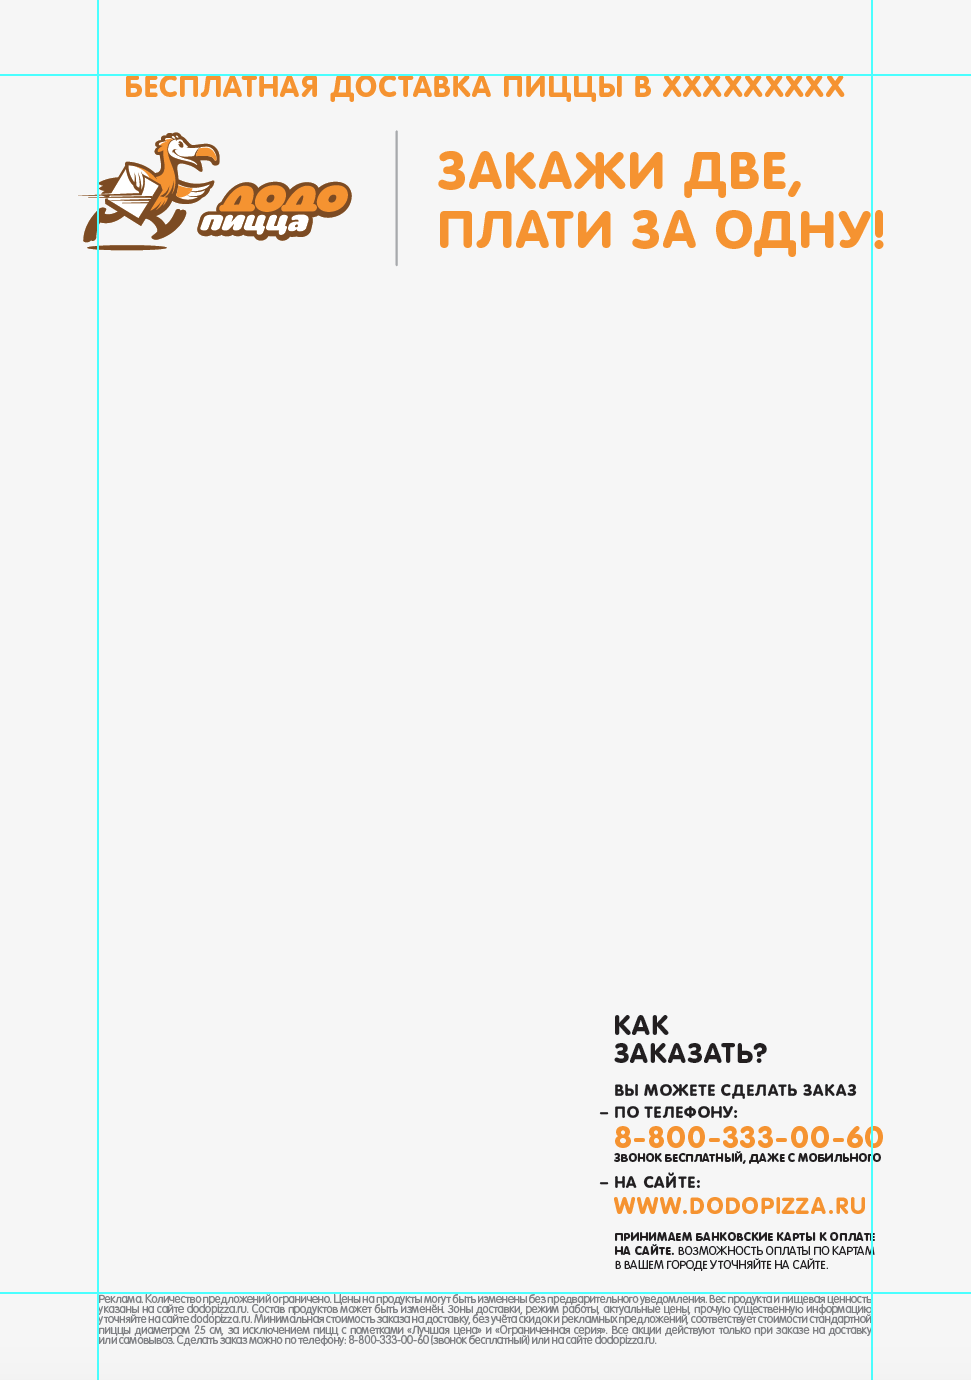 БЕСПЛАТНАЯ ДОСТАВКА ПИЦЦЫ В XXXXXXXXX
ДОДО
пицца
ЗАКАЖИ ДВЕ,
ПЛАТИ ЗА ОДНУ!
КАК
ЗАКАЗАТЬ?
ВЫ МОЖЕТЕ СДЕЛАТЬ ЗАКАЗ
– ПО ТЕЛЕФОНУ:
8-800-333-00-60
ЗВОНОК БЕСПЛАТНЫЙ, ДАЖЕ С МОБИЛЬНОГО
– НА САЙТЕ:
WWW.DODOPIZZA.RU
ПРИНИМАЕМ БАНКОВСКИЕ КАРТЫ К ОПЛАТЕ
НА САЙТЕ. ВОЗМОЖНОСТЬ ОПЛАТЫ ПО КАРТАМ
В ВАШЕМ ГОРОДЕ УТОЧНЯЙТЕ НА САЙТЕ.
Реклама. Количество предложений ограничено. Цены на продукты могут быть изменены без предварительного уведомления. Вес продукта и пищевая ценность
указаны на сайте dodopizza.ru. Состав продуктов может быть изменён. Зоны доставки, режим работы, актуальные цены, прочую существенную информацию
уточняйте на сайте dodopizza.ru. Минимальная стоимость заказа на доставку, без учёта скидок и рекламных предложений, соответствует стоимости стандартной
пиццы диаметром 25 см, за исключением пицц с пометками «Лучшая цена» и «Ограниченная серия». Все акции действуют только при заказе на доставку
или самовывоз. Сделать заказ можно по телефону: 8-800-333-00-60 (звонок бесплатный) или на сайте dodopizza.ru.